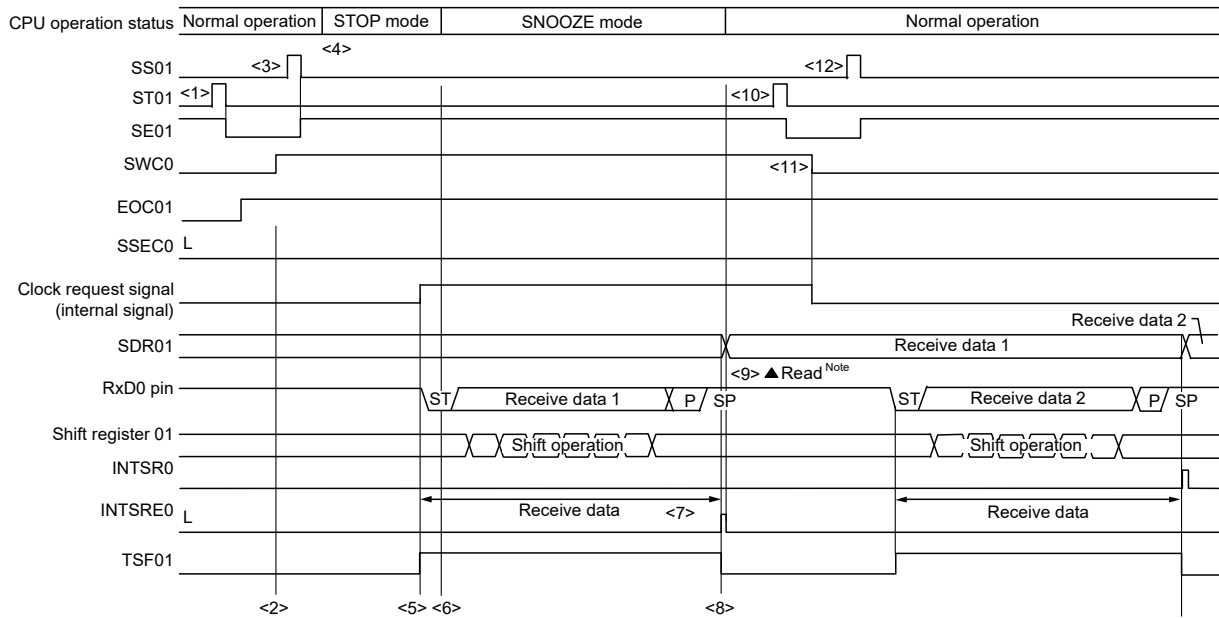 CPU operation status Normal operation STOP mode SNOOZE mode Normal operation
<4>
SS01 <3> <12>
ST01 <1> <10>
SE01
SWC0 <11>
EOC01
SSEC0 L
Clock request signal
(internal signal)
Receive data 2
SDR01 Receive data 1
<9> ▲ Read Note
RxD0 pin ST Receive data 1 P SP ST Receive data 2 P SP
Shift register 01 Shift operation Shift operation
INTSR0
INTSRE0 L Receive data <7> Receive data
TSF01
<2> <5> <6> <8>